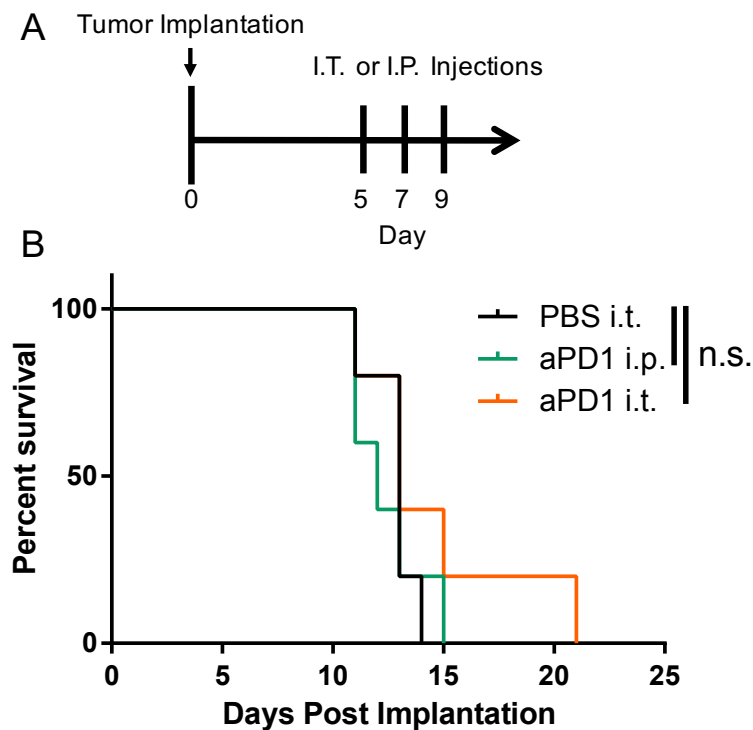 A
Tumor Implantation
I.T. or I.P. Injections
0 5 7 9
Day
B
100
50
0
Percent survival
PBS i.t.
aPD1 i.p.
aPD1 i.t.
n.s.
0 5 10 15 20 25
Days Post Implantation